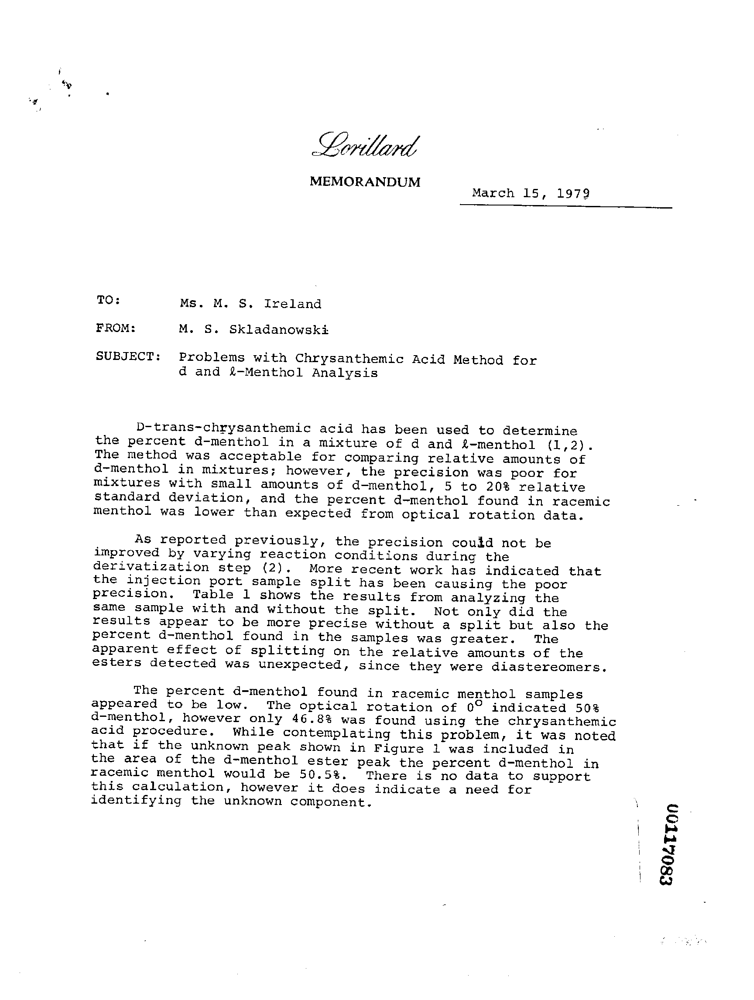 Lorillard
MEMORANDUM
March 15, 1979
TO: Ms. M. S. Ireland
FROM: M. S. Skladanowski
SUBJECT: Problems with Chrysanthemic Acid Method for
d and ℓ-Menthol Analysis
D-trans-chrysanthemic acid has been used to determine
the percent d-menthol in a mixture of d and ℓ-menthol (1,2).
The method was acceptable for comparing relative amounts of
d-menthol in mixtures; however, the precision was poor for
mixtures with small amounts of d-menthol, 5 to 20% relative
standard deviation, and the percent d-menthol found in racemic
menthol was lower than expected from optical rotation data.
As reported previously, the precision could not be
improved by varying reaction conditions during the
derivatization step (2). More recent work has indicated that
the injection port sample split has been causing the poor
precision. Table 1 shows the results from analyzing the
same sample with and without the split. Not only did the
results appear to be more precise without a split but also the
percent d-menthol found in the samples was greater. The
apparent effect of splitting on the relative amounts of the
esters detected was unexpected, since they were diastereomers.
The percent d-menthol found in racemic menthol samples
appeared to be low. The optical rotation of 0° indicated 50%
d-menthol, however only 46.8% was found using the chrysanthemic
acid procedure. While contemplating this problem, it was noted
that if the unknown peak shown in Figure 1 was included in
the area of the d-menthol ester peak the percent d-menthol in
racemic menthol would be 50.5%. There is no data to support
this calculation, however it does indicate a need for
identifying the unknown component.
00117083